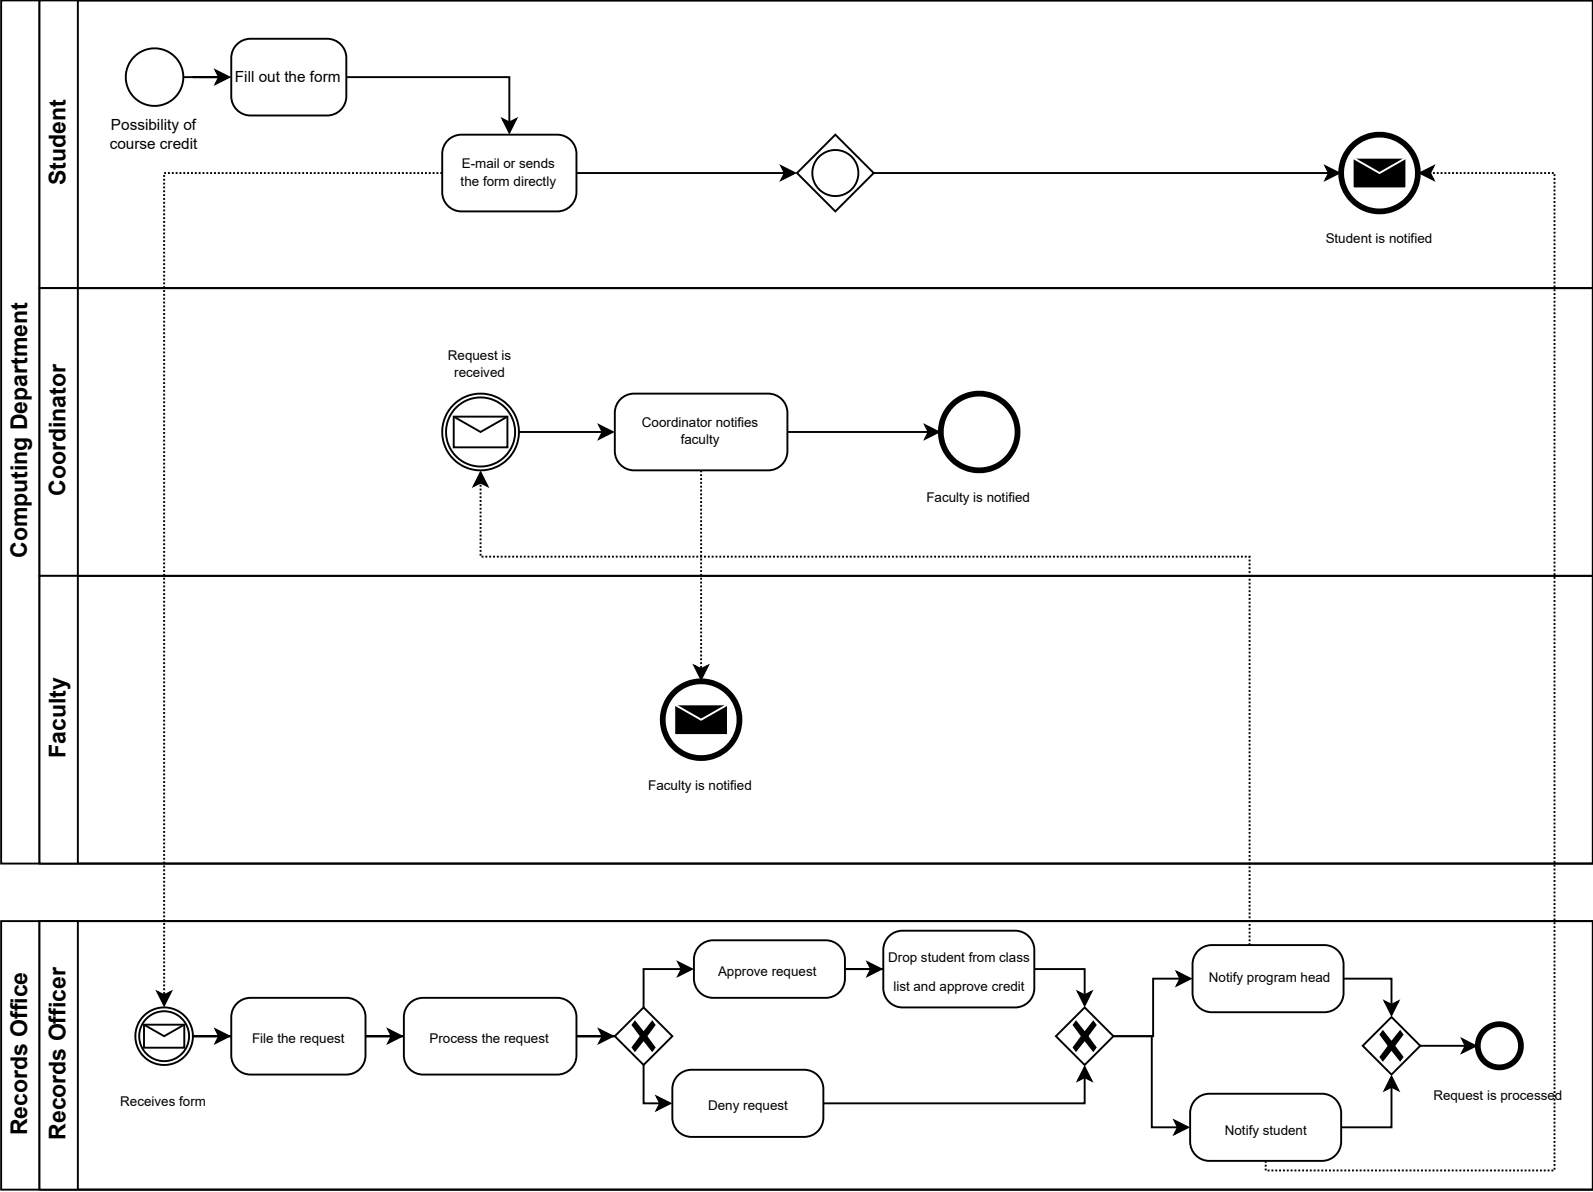 Computing Department
Student
Possibility of
course credit
Fill out the form
E-mail or sends
the form directly
Student is notified
Coordinator
Request is
received
Coordinator notifies
faculty
Faculty is notified
Faculty
Faculty is notified
Records Office
Records Officer
Receives form
File the request
Process the request
Approve request
Drop student from class
list and approve credit
Deny request
Notify program head
Notify student
Request is processed